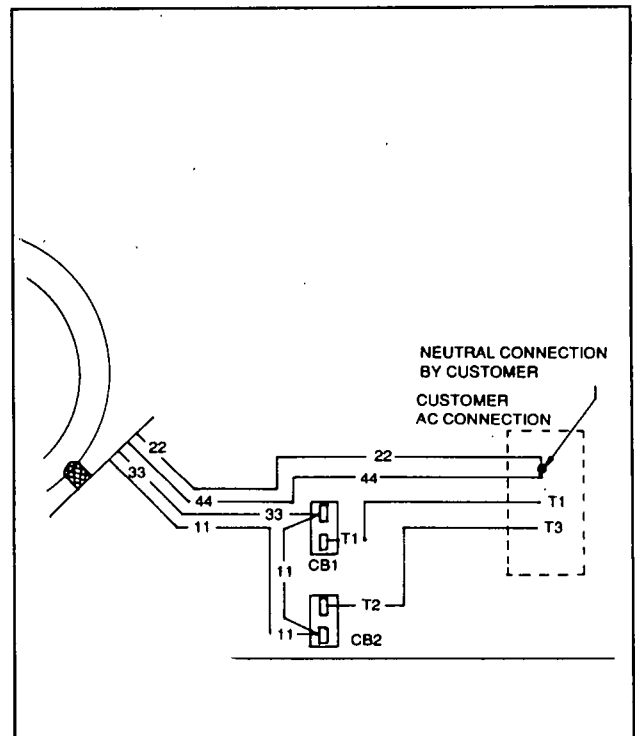 NEUTRAL CONNECTION
BY CUSTOMER
CUSTOMER
AC CONNECTION
22
22
33
44
44
33
T1
11
T1
T3
11
CB1
T2
11
CB2